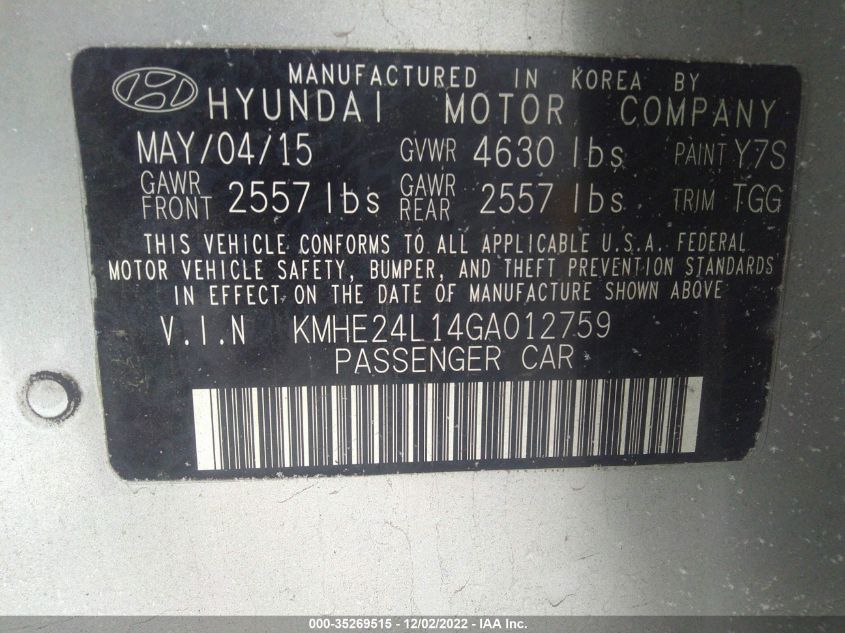 MANUFACTURED IN KOREA BY
HYUNDAI MOTOR COMPANY
MAY/04/15 GVWR 4630 lbs PAINT Y7S
GAWR FRONT 2557 lbs GAWR REAR 2557 lbs TRIM TGG
THIS VEHICLE CONFORMS TO ALL APPLICABLE U.S.A. FEDERAL
MOTOR VEHICLE SAFETY, BUMPER, AND THEFT PREVENTION STANDARDS
IN EFFECT ON THE DATE OF MANUFACTURE SHOWN ABOVE
V.I.N KMHE24L14GA012759
PASSENGER CAR
000-35269515 - 12/02/2022 - IAA Inc.